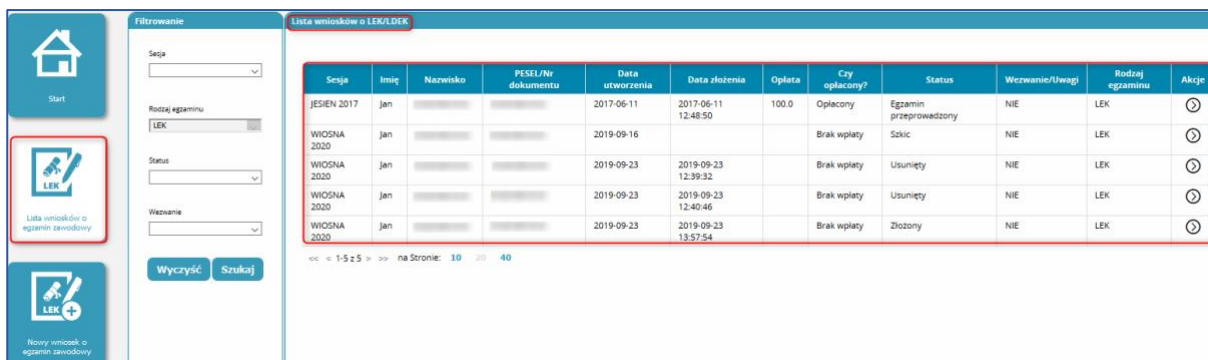 Start
LEK
Lista wniosków o
egzamin zawodowy
LEK
Nowy wniosek o
egzamin zawodowy
Filtrowanie
Sesja
Rodzaj egzaminu
LEK
Status
Wezwanie
Wyczyść Szukaj
Lista wniosków o LEK/LDEK
Sesja Imię Nazwisko PESEL/Nr dokumentu Data utworzenia Data złożenia Opłata Czy opłacony? Status Wezwanie/Uwagi Rodzaj egzaminu Akcje
JESIEN 2017 Jan 2017-06-11 2017-06-11 12:48:50 100.0 Opłacony Egzamin przeprowadzony NIE LEK
WIOSNA 2020 Jan 2019-09-16 Brak wpłaty Szkic NIE LEK
WIOSNA 2020 Jan 2019-09-23 2019-09-23 12:39:32 Brak wpłaty Usunięty NIE LEK
WIOSNA 2020 Jan 2019-09-23 2019-09-23 12:40:46 Brak wpłaty Usunięty NIE LEK
WIOSNA 2020 Jan 2019-09-23 2019-09-23 13:57:54 Brak wpłaty Złożony NIE LEK
<< < 1-5 z 5 > >> na Stronie: 10 20 40